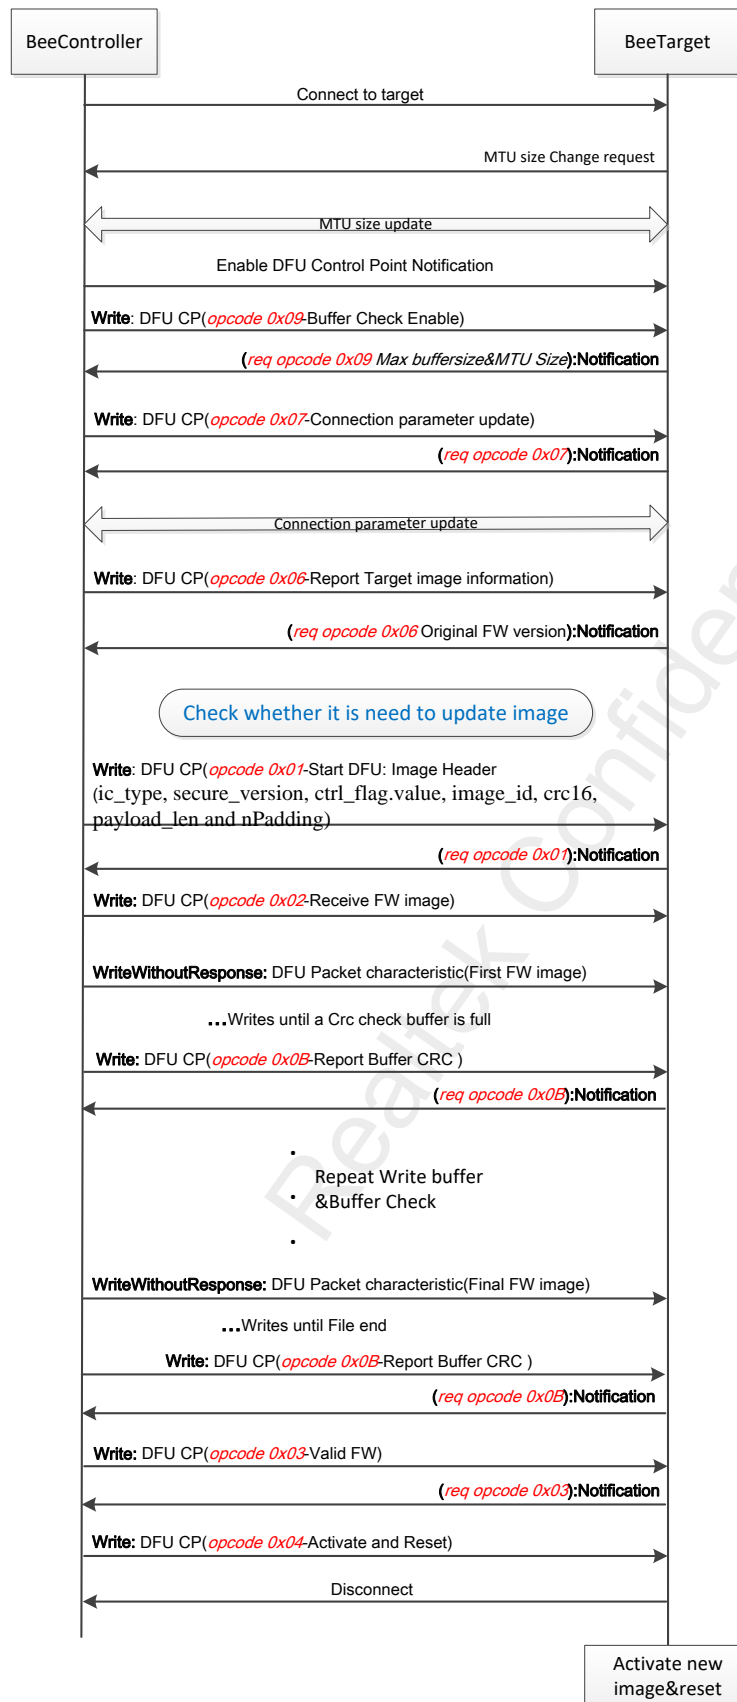 BeeController
BeeTarget
Connect to target
MTU size Change request
MTU size update
Enable DFU Control Point Notification
Write: DFU CP(opcode 0x09-Buffer Check Enable)
(req opcode 0x09 Max buffersize&MTU Size):Notification
Write: DFU CP(opcode 0x07-Connection parameter update)
(req opcode 0x07):Notification
Connection parameter update
Write: DFU CP(opcode 0x06-Report Target image information)
(req opcode 0x06 Original FW version):Notification
Check whether it is need to update image
Write: DFU CP(opcode 0x01-Start DFU: Image Header
(ic_type, secure_version, ctrl_flag.value, image_id, crc16,
payload_len and nPadding)
(req opcode 0x01):Notification
Write: DFU CP(opcode 0x02-Receive FW image)
WriteWithoutResponse: DFU Packet characteristic(First FW image)
...Writes until a Crc check buffer is full
Write: DFU CP(opcode 0x0B-Report Buffer CRC )
(req opcode 0x0B):Notification
Repeat Write buffer
&Buffer Check
WriteWithoutResponse: DFU Packet characteristic(Final FW image)
...Writes until File end
Write: DFU CP(opcode 0x0B-Report Buffer CRC )
(req opcode 0x0B):Notification
Write: DFU CP(opcode 0x03-Valid FW)
(req opcode 0x03):Notification
Write: DFU CP(opcode 0x04-Activate and Reset)
Disconnect
Activate new
image&reset
Realtek Confiden